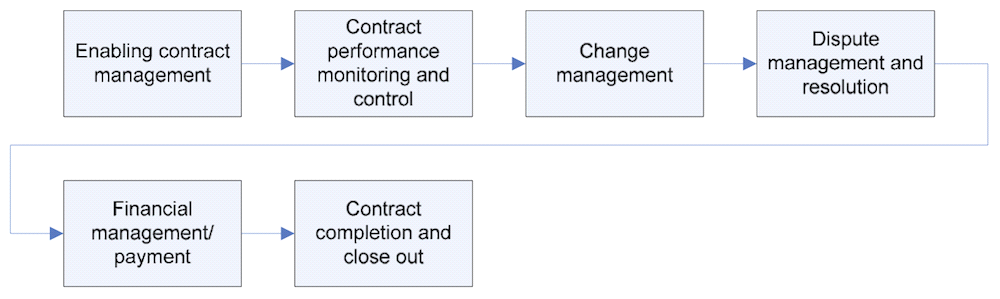 Enabling contract
management
Contract
performance
monitoring and
control
Change
management
Dispute
management and
resolution
Financial
management/
payment
Contract
completion and
close out